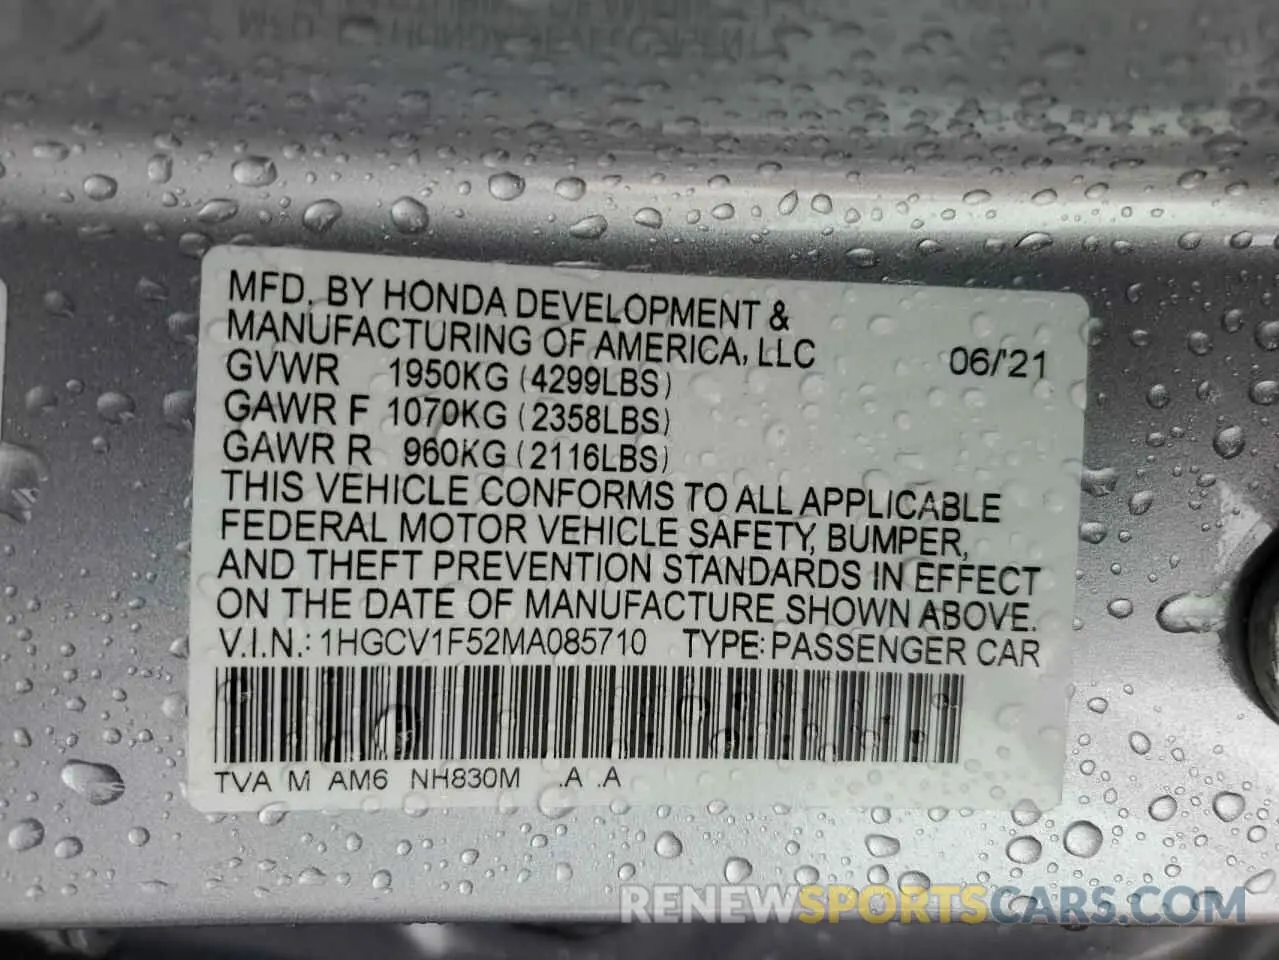 MFD. BY HONDA DEVELOPMENT &
MANUFACTURING OF AMERICA, LLC 06/'21
GVWR 1950KG (4299LBS)
GAWR F 1070KG (2358LBS)
GAWR R 960KG (2116LBS)
THIS VEHICLE CONFORMS TO ALL APPLICABLE
FEDERAL MOTOR VEHICLE SAFETY, BUMPER,
AND THEFT PREVENTION STANDARDS IN EFFECT
ON THE DATE OF MANUFACTURE SHOWN ABOVE.
V.I.N.: 1HGCV1F52MA085710 TYPE: PASSENGER CAR
TVA M AM6 NH830M .A .A
RENEWSPORTSCARS.COM